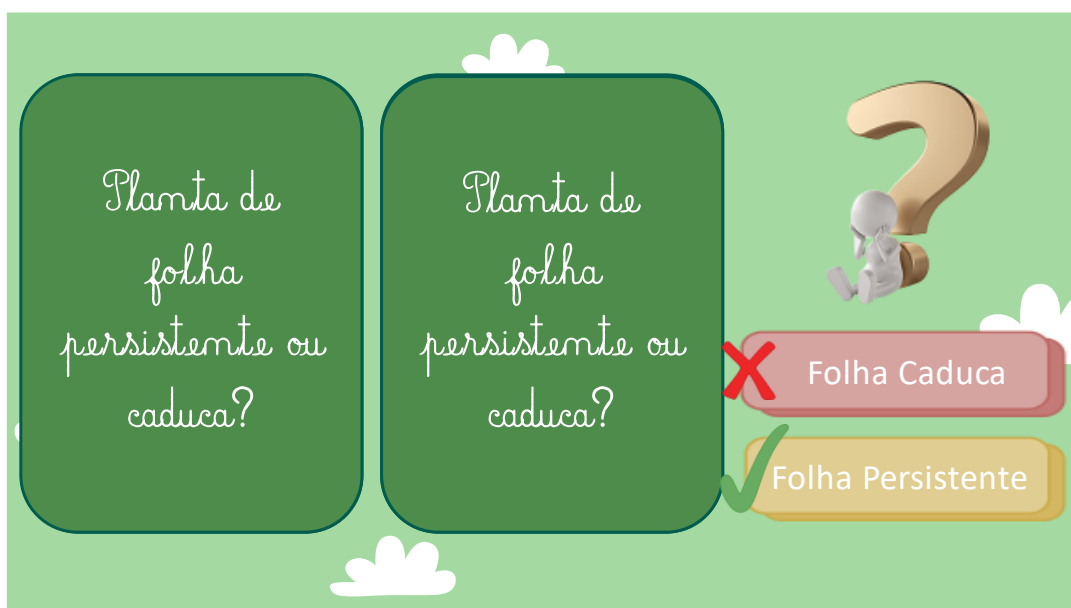 Planta de
folha
persistente ou
caduca?
Planta de
folha
persistente ou
caduca?
Folha Caduca
Folha Persistente